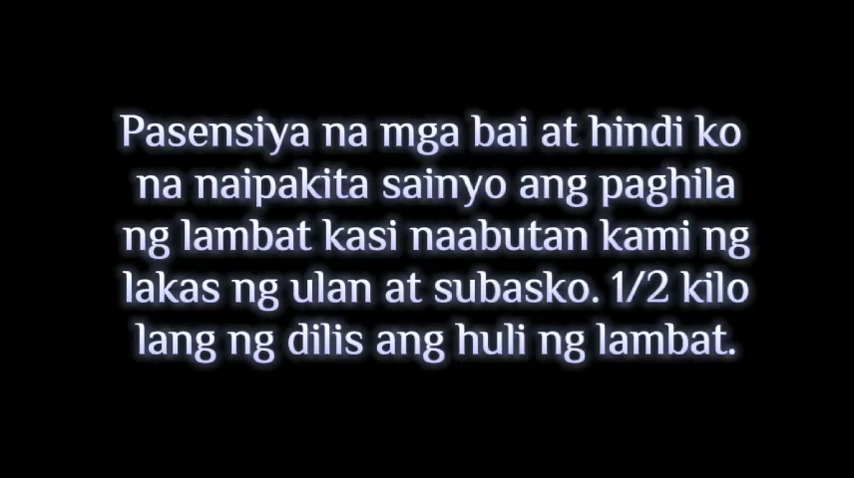 Pasensiya na mga bai at hindi ko
na naipakita sainyo ang paghila
ng lambat kasi naabutan kami ng
lakas ng ulan at subasko. 1/2 kilo
lang ng dilis ang huli ng lambat.